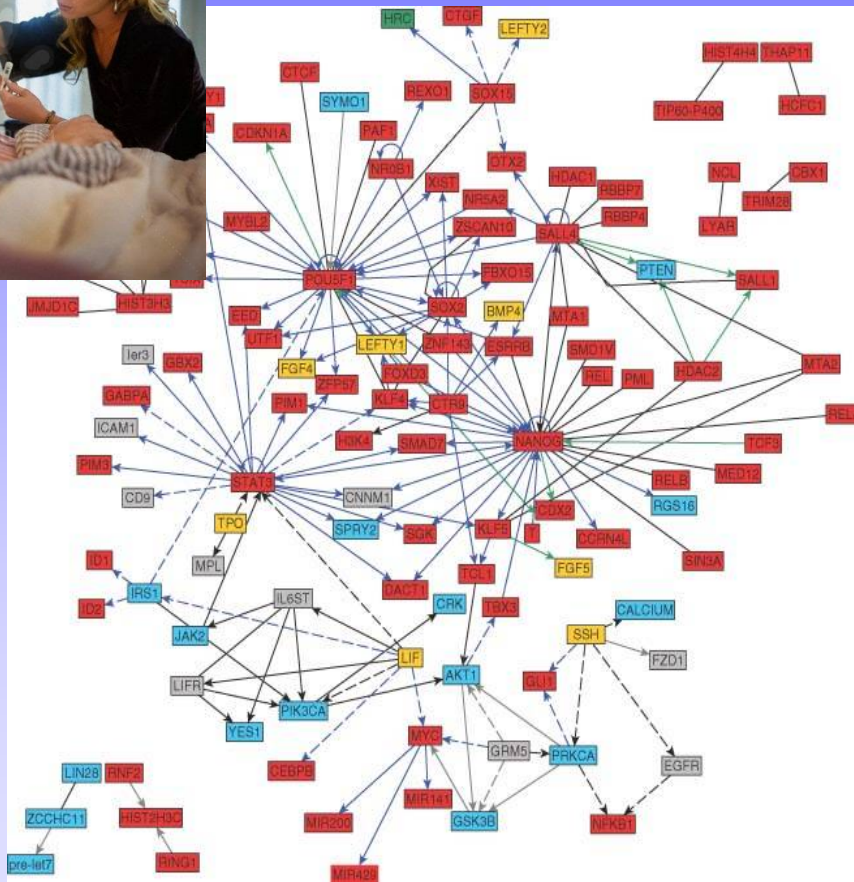 HRC
CTGF
LEFTY2
HIST4H4
THAP11
CTCF
SYMO1
REXO1
SOX15
TIP60-P400
HCFC1
CDKN1A
PAF1
NR0B1
OTX2
XIST
HDAC1
RBBP7
NCL
CBX1
NR5A2
TRIM28
MYBL2
ZSCAN10
RBBP4
SALL4
LYAR
POU5F1
FBXO15
PTEN
SALL1
JMJD1C
HIST3H3
SOX2
BMP4
EED
MTA1
UTF1
LEFTY1
ZNF143
ESRRB
SMD1V
Ier3
GBX2
FGF4
FOXD3
REL
PML
HDAC2
MTA2
ZFP57
GABPA
PIM1
KLF4
CTR9
REL
ICAM1
H3K4
SMAD7
NANOG
TCF3
PIM3
STAT3
RELB
MED12
CD9
CNNM1
RGS16
TPO
SPRY2
SGK
KLF5
CDX2
T
CCRN4L
ID1
MPL
TCL1
FGF5
SIN3A
IRS1
DACT1
ID2
IL6ST
CRK
TBX3
CALCIUM
JAK2
SSH
LIF
FZD1
LIFR
AKT1
GLI1
PIK3CA
YES1
MYC
GRM5
PRKCA
EGFR
LIN28
RNF2
CEBPB
MIR141
ZCCHC11
HIST2H3C
MIR200
GSK3B
NFKB1
pre-let7
RING1
MIR429